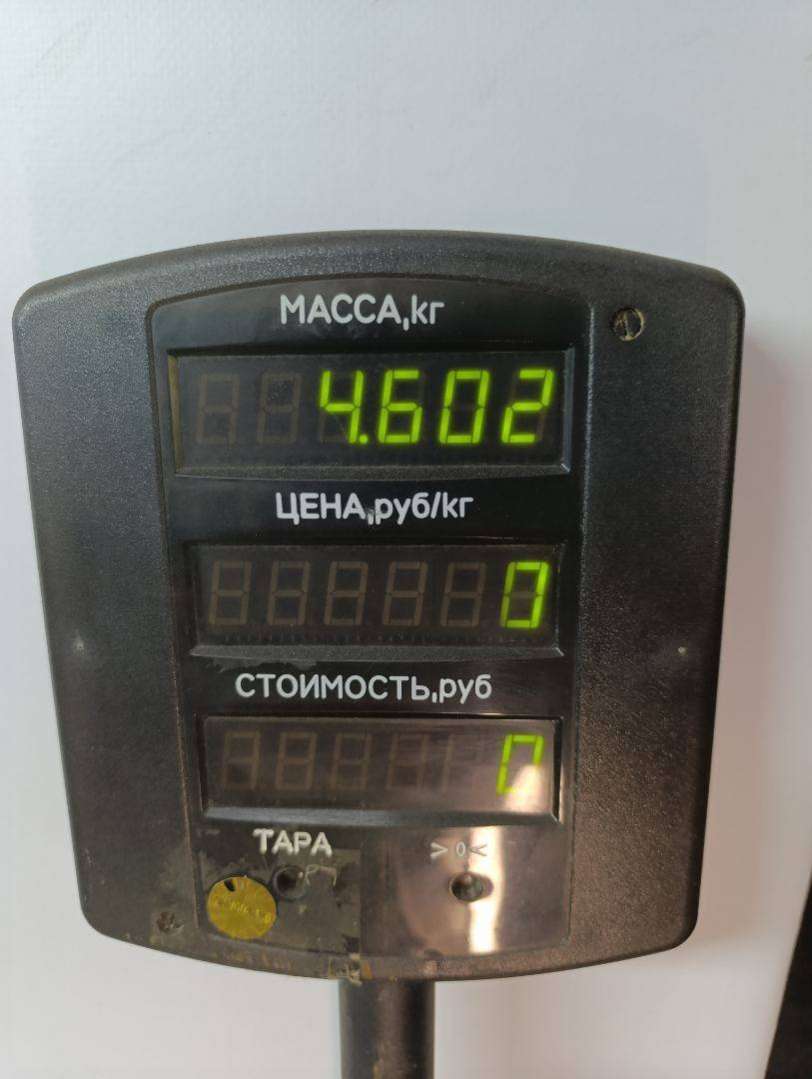 МАССА,кг
4.602
ЦЕНА,руб/кг
0
СТОИМОСТЬ,руб
0
ТАРА >0<